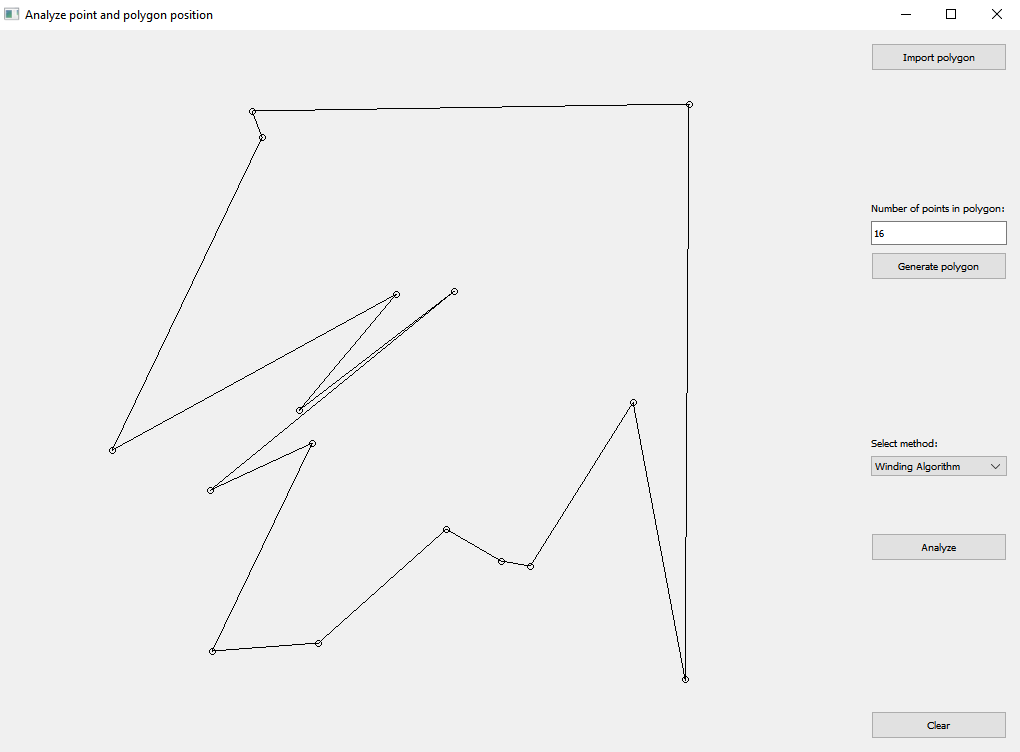 Analyze point and polygon position
Import polygon
Number of points in polygon:
16
Generate polygon
Select method:
Winding Algorithm
Analyze
Clear